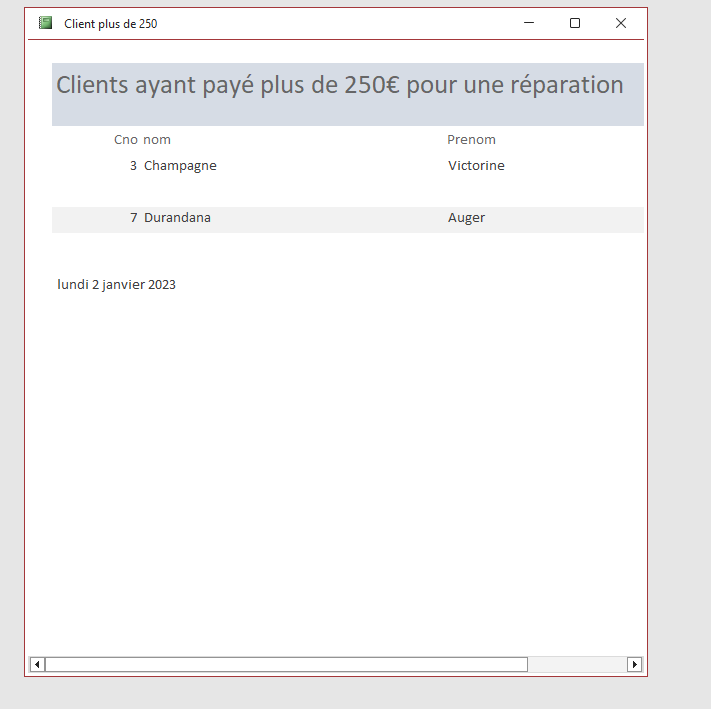 Client plus de 250
Clients ayant payé plus de 250€ pour une réparation
Cno nom Prenom
3 Champagne Victorine
7 Durandana Auger
lundi 2 janvier 2023